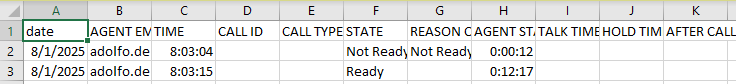 A B C D E F G H I J K
1 date AGENT EM TIME CALL ID CALL TYPE STATE REASON C AGENT STA TALK TIME HOLD TIM AFTER CALL
2 8/1/2025 adolfo.de 8:03:04 Not Ready Not Ready 0:00:12
3 8/1/2025 adolfo.de 8:03:15 Ready 0:12:17